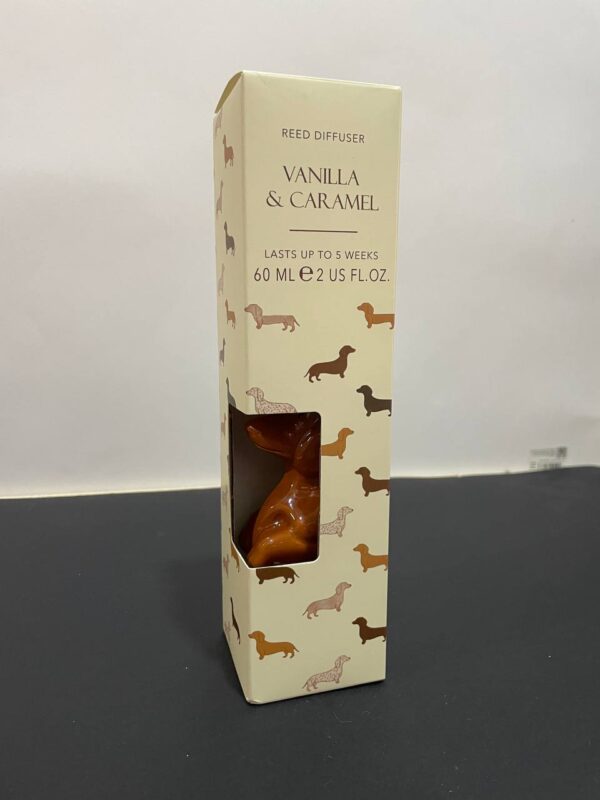 REED DIFFUSER
VANILLA
& CARAMEL
LASTS UP TO 5 WEEKS
60 ML ℮ 2 US FL.OZ.